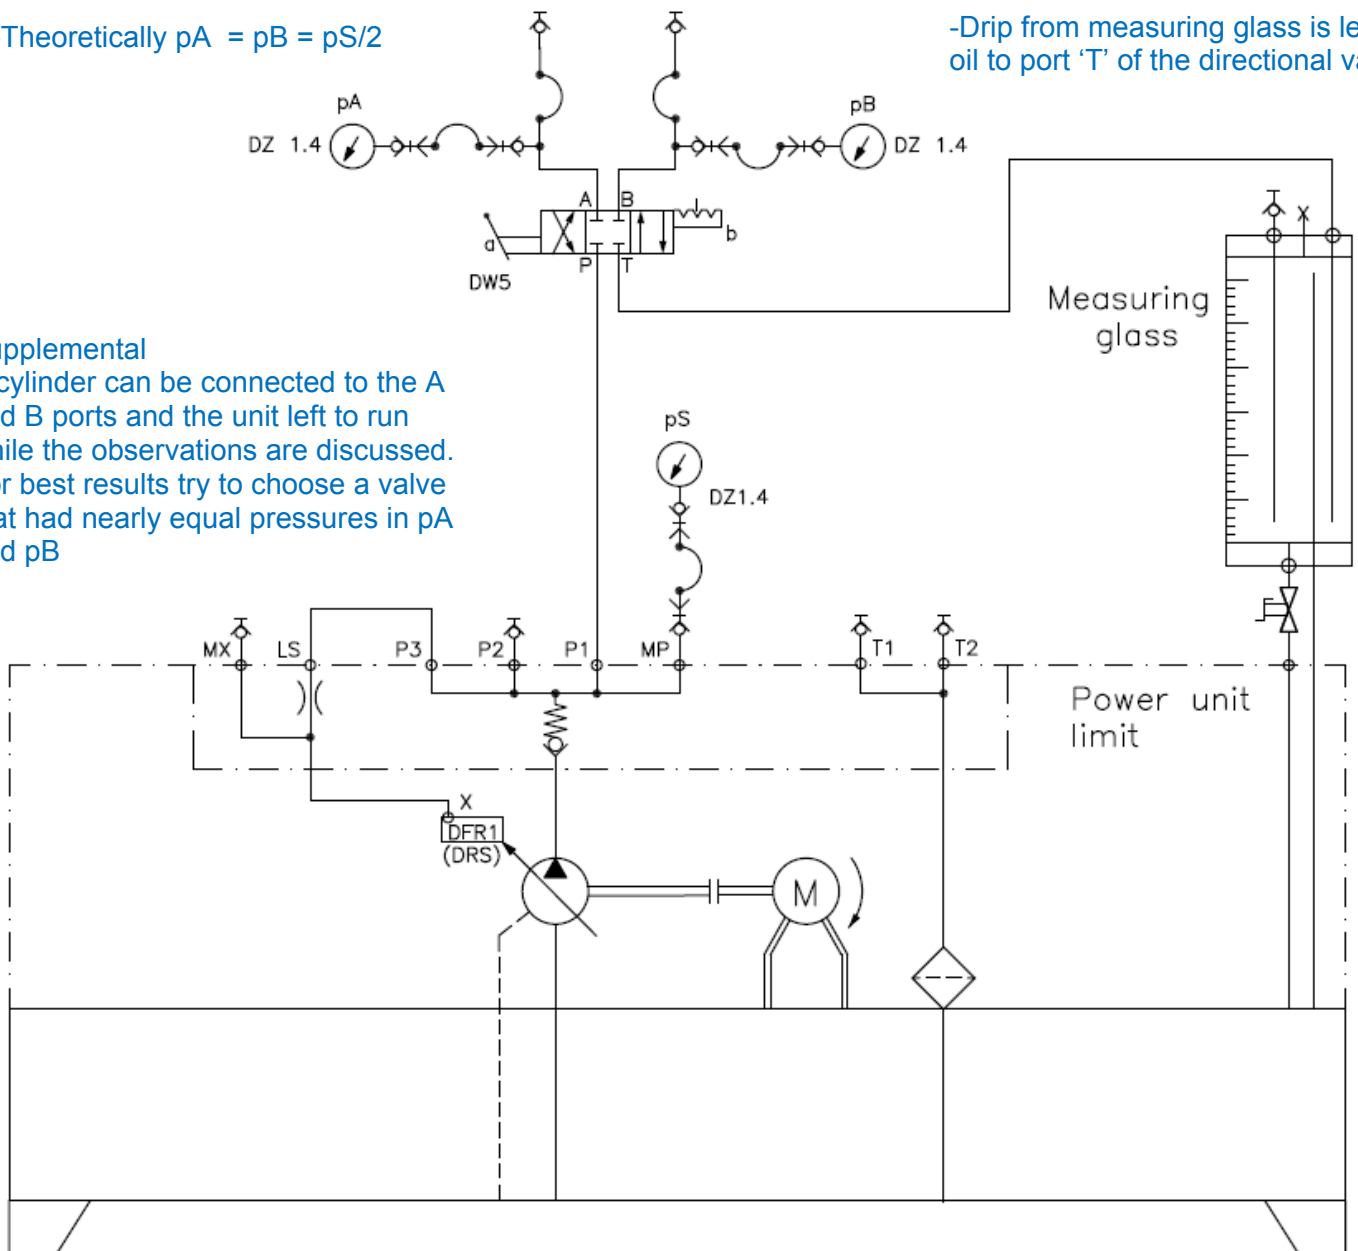 Theoretically pA = pB = pS/2
-Drip from measuring glass is le
oil to port ‘T’ of the directional va
pA
pB
DZ 1.4
DZ 1.4
A B
a
b
P T
DW5
X
Measuring
glass
upplemental
cylinder can be connected to the A
d B ports and the unit left to run
hile the observations are discussed.
or best results try to choose a valve
at had nearly equal pressures in pA
d pB
pS
DZ1.4
MX LS P3 P2 P1 MP T1 T2
Power unit
limit
X
DFR1
(DRS)
M